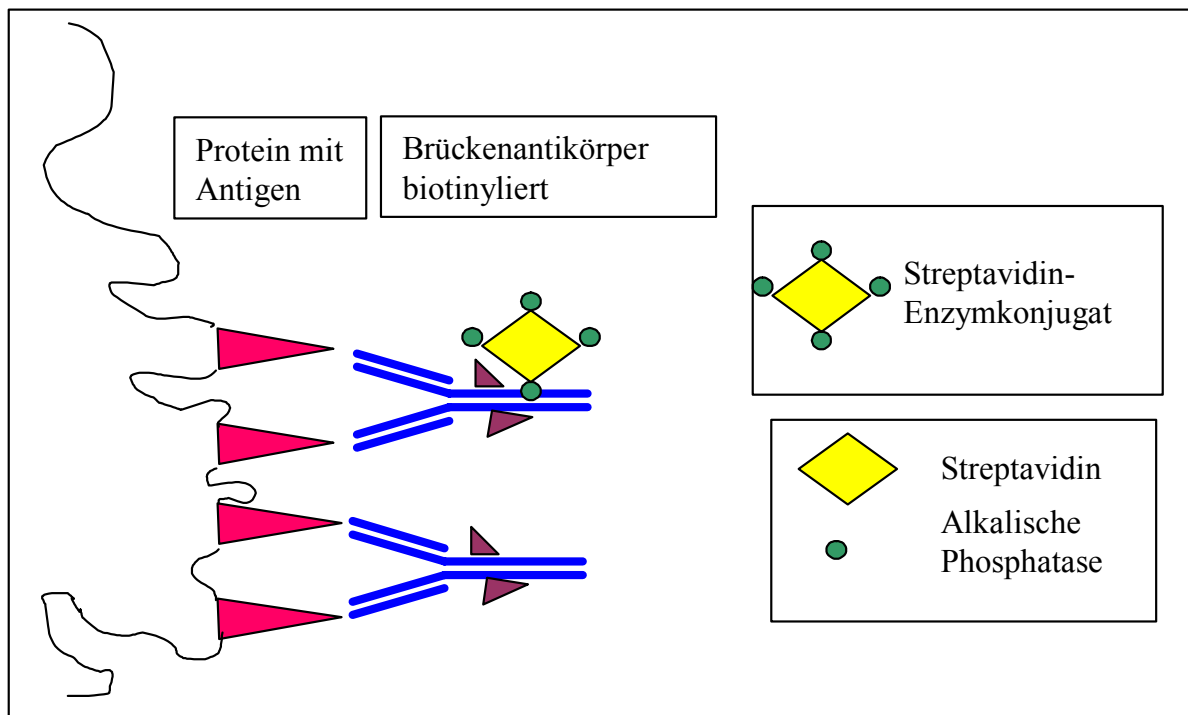 Protein mit
Antigen
Brückenantikörper
biotinyliert
Streptavidin-
Enzymkonjugat
Streptavidin
Alkalische
Phosphatase